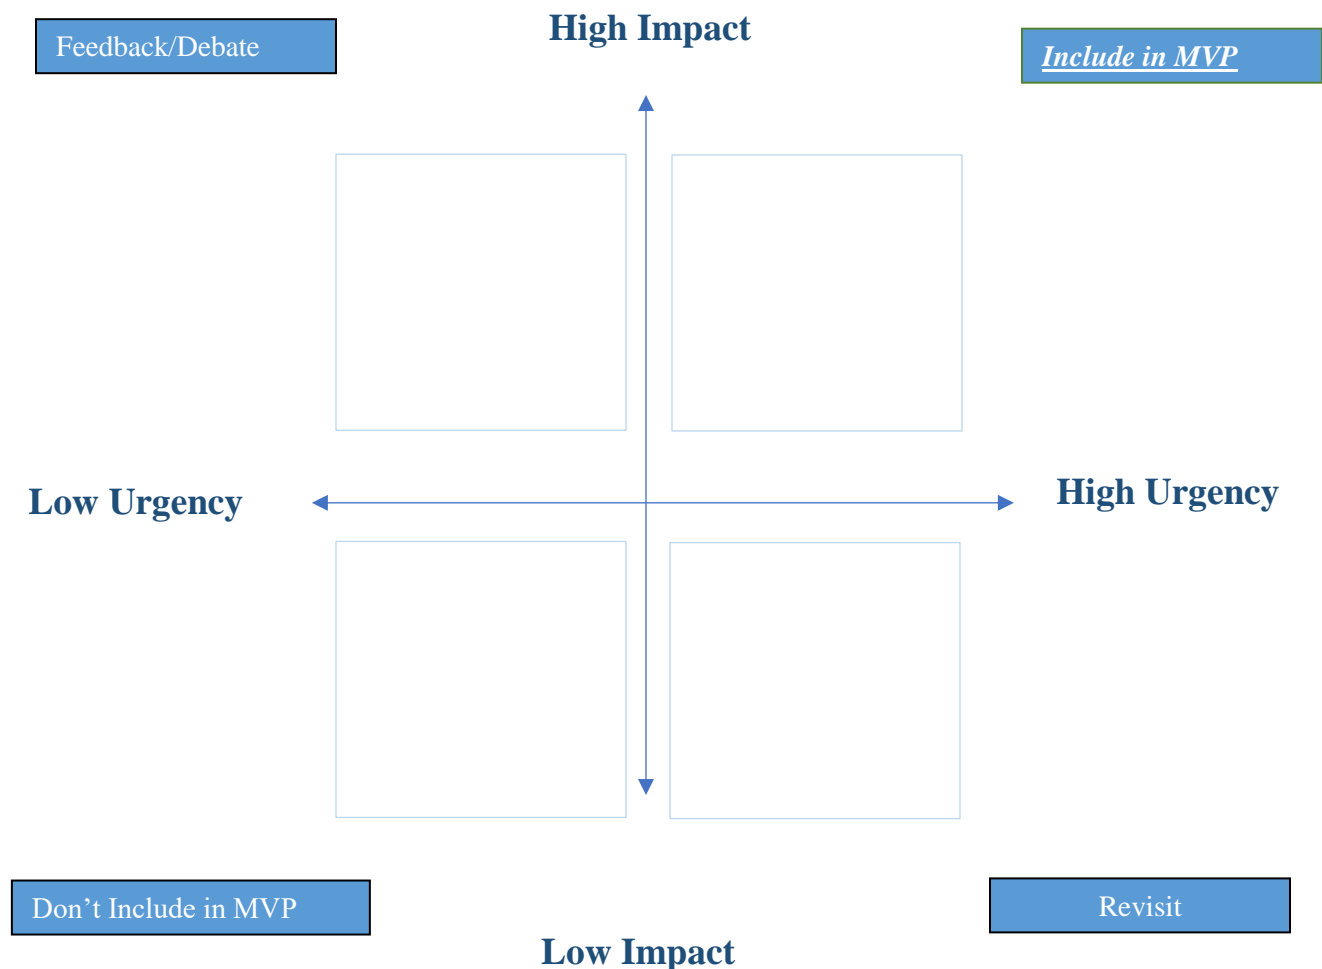 High Impact
Feedback/Debate
Include in MVP
Low Urgency
High Urgency
Don’t Include in MVP
Revisit
Low Impact